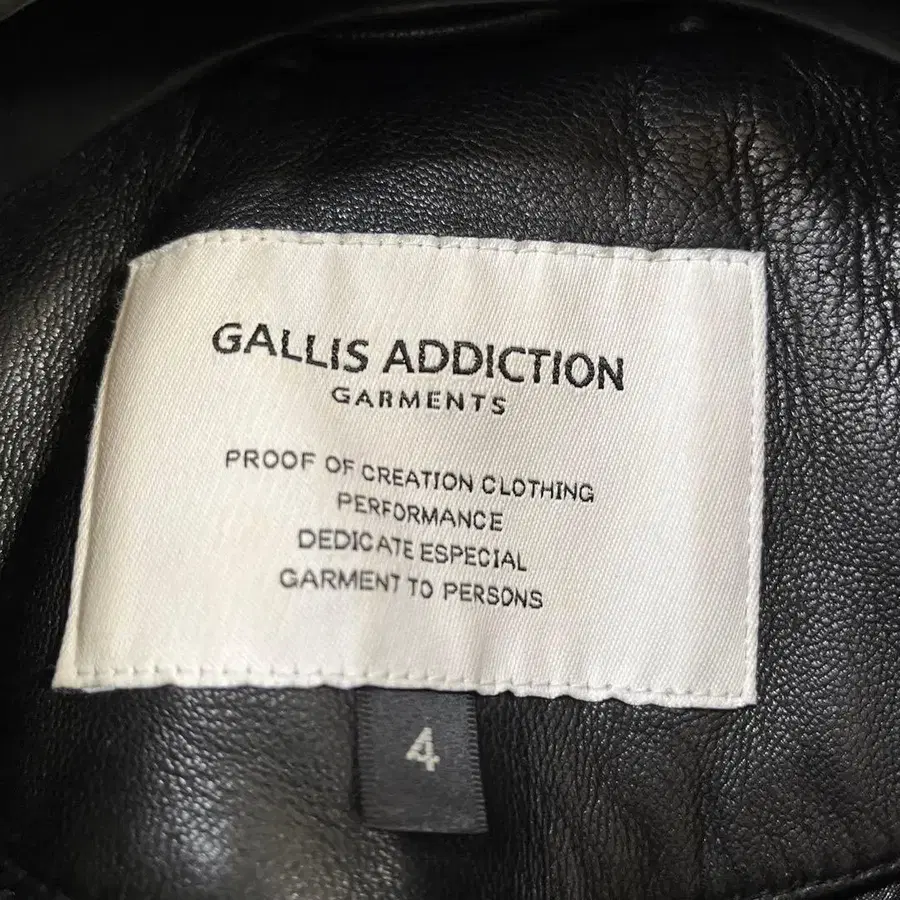 GALLIS ADDICTION
GARMENTS
PROOF OF CREATION CLOTHING
PERFORMANCE
DEDICATE ESPECIAL
GARMENT TO PERSONS
4